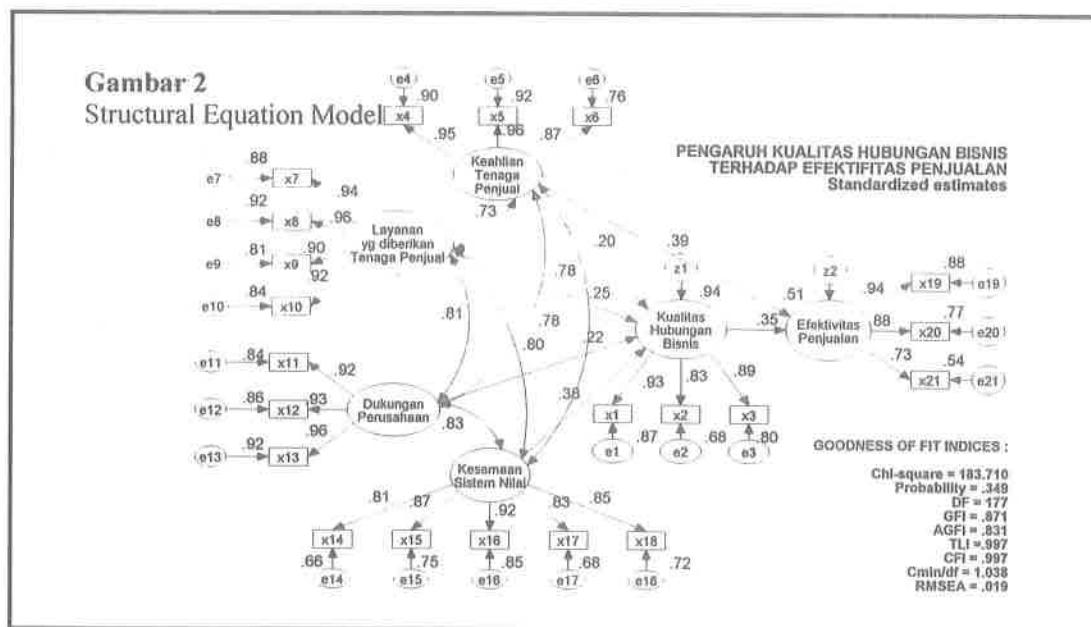 Gambar 2
Structural Equation Model
PENGARUH KUALITAS HUBUNGAN BISNIS
TERHADAP EFEKTIFITAS PENJUALAN
Standardized estimates
e4
e5
e6
.90
.92
.76
x4
x5
x6
.95
.96
.87
Keahlian
Tenaga
Penjual
e7
.88
x7
.94
e8
.92
x8
.96
e9
.81
x9
.90
e10
.84
x10
.92
Layanan
yg diberikan
Tenaga Penjual
.73
.20
.39
.78
.25
.81
.78
.80
.22
.38
.83
z1
.94
Kualitas
Hubungan
Bisnis
.35
z2
.51
Efektivitas
Penjualan
.94
.88
x19
e19
.88
.77
x20
e20
.73
.54
x21
e21
e11
.84
x11
.92
e12
.86
x12
.93
e13
.92
x13
.96
Dukungan
Perusahaan
.93
.83
.89
x1
x2
x3
.87
.68
.80
e1
e2
e3
Kesamaan
Sistem Nilai
.81
.87
.92
.83
.85
x14
x15
x16
x17
x18
.66
.75
.85
.68
.72
e14
e15
e16
e17
e18
GOODNESS OF FIT INDICES :
Chi-square = 183.710
Probability = .349
DF = 177
GFI = .871
AGFI = .831
TLI =.997
CFI = .997
Cmin/df = 1.038
RMSEA = .019